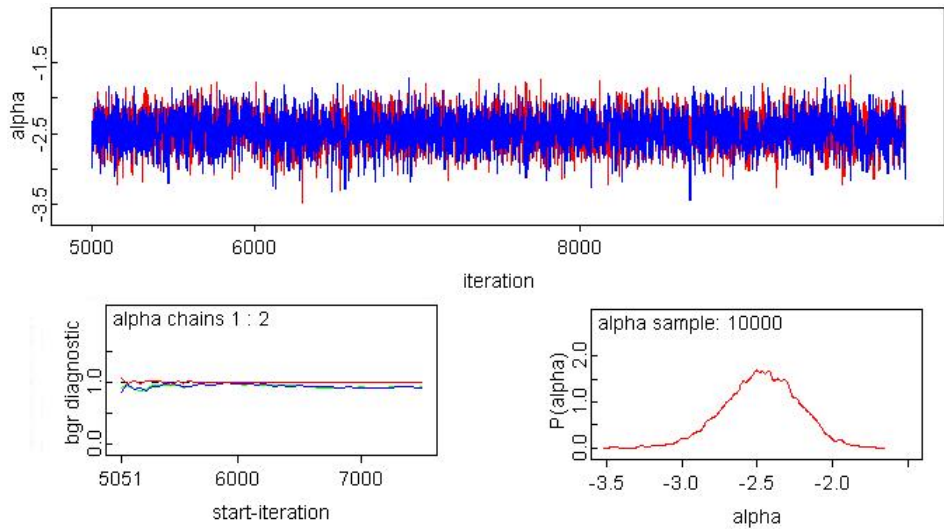 alpha
-1.5
-2.5
-3.5
5000 6000 8000
iteration
alpha chains 1 : 2
bgr diagnostic
1.0
0.0
5051 6000 7000
start-iteration
alpha sample: 10000
P(alpha)
2.0
1.0
0.0
-3.5 -3.0 -2.5 -2.0
alpha